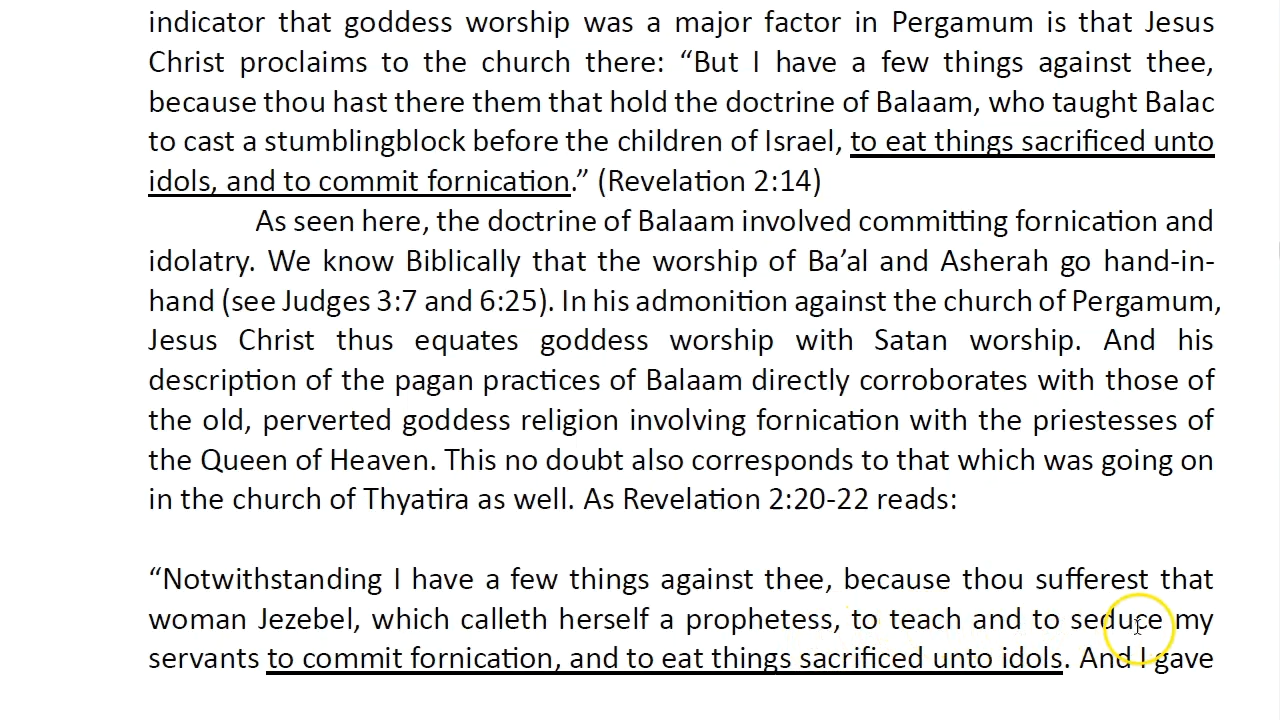 indicator that goddess worship was a major factor in Pergamum is that Jesus
Christ proclaims to the church there: “But I have a few things against thee,
because thou hast there them that hold the doctrine of Balaam, who taught Balac
to cast a stumblingblock before the children of Israel, to eat things sacrificed unto
idols, and to commit fornication.” (Revelation 2:14)
As seen here, the doctrine of Balaam involved committing fornication and
idolatry. We know Biblically that the worship of Ba’al and Asherah go hand-in-
hand (see Judges 3:7 and 6:25). In his admonition against the church of Pergamum,
Jesus Christ thus equates goddess worship with Satan worship. And his
description of the pagan practices of Balaam directly corroborates with those of
the old, perverted goddess religion involving fornication with the priestesses of
the Queen of Heaven. This no doubt also corresponds to that which was going on
in the church of Thyatira as well. As Revelation 2:20-22 reads:
“Notwithstanding I have a few things against thee, because thou sufferest that
woman Jezebel, which calleth herself a prophetess, to teach and to seduce my
servants to commit fornication, and to eat things sacrificed unto idols. And I gave